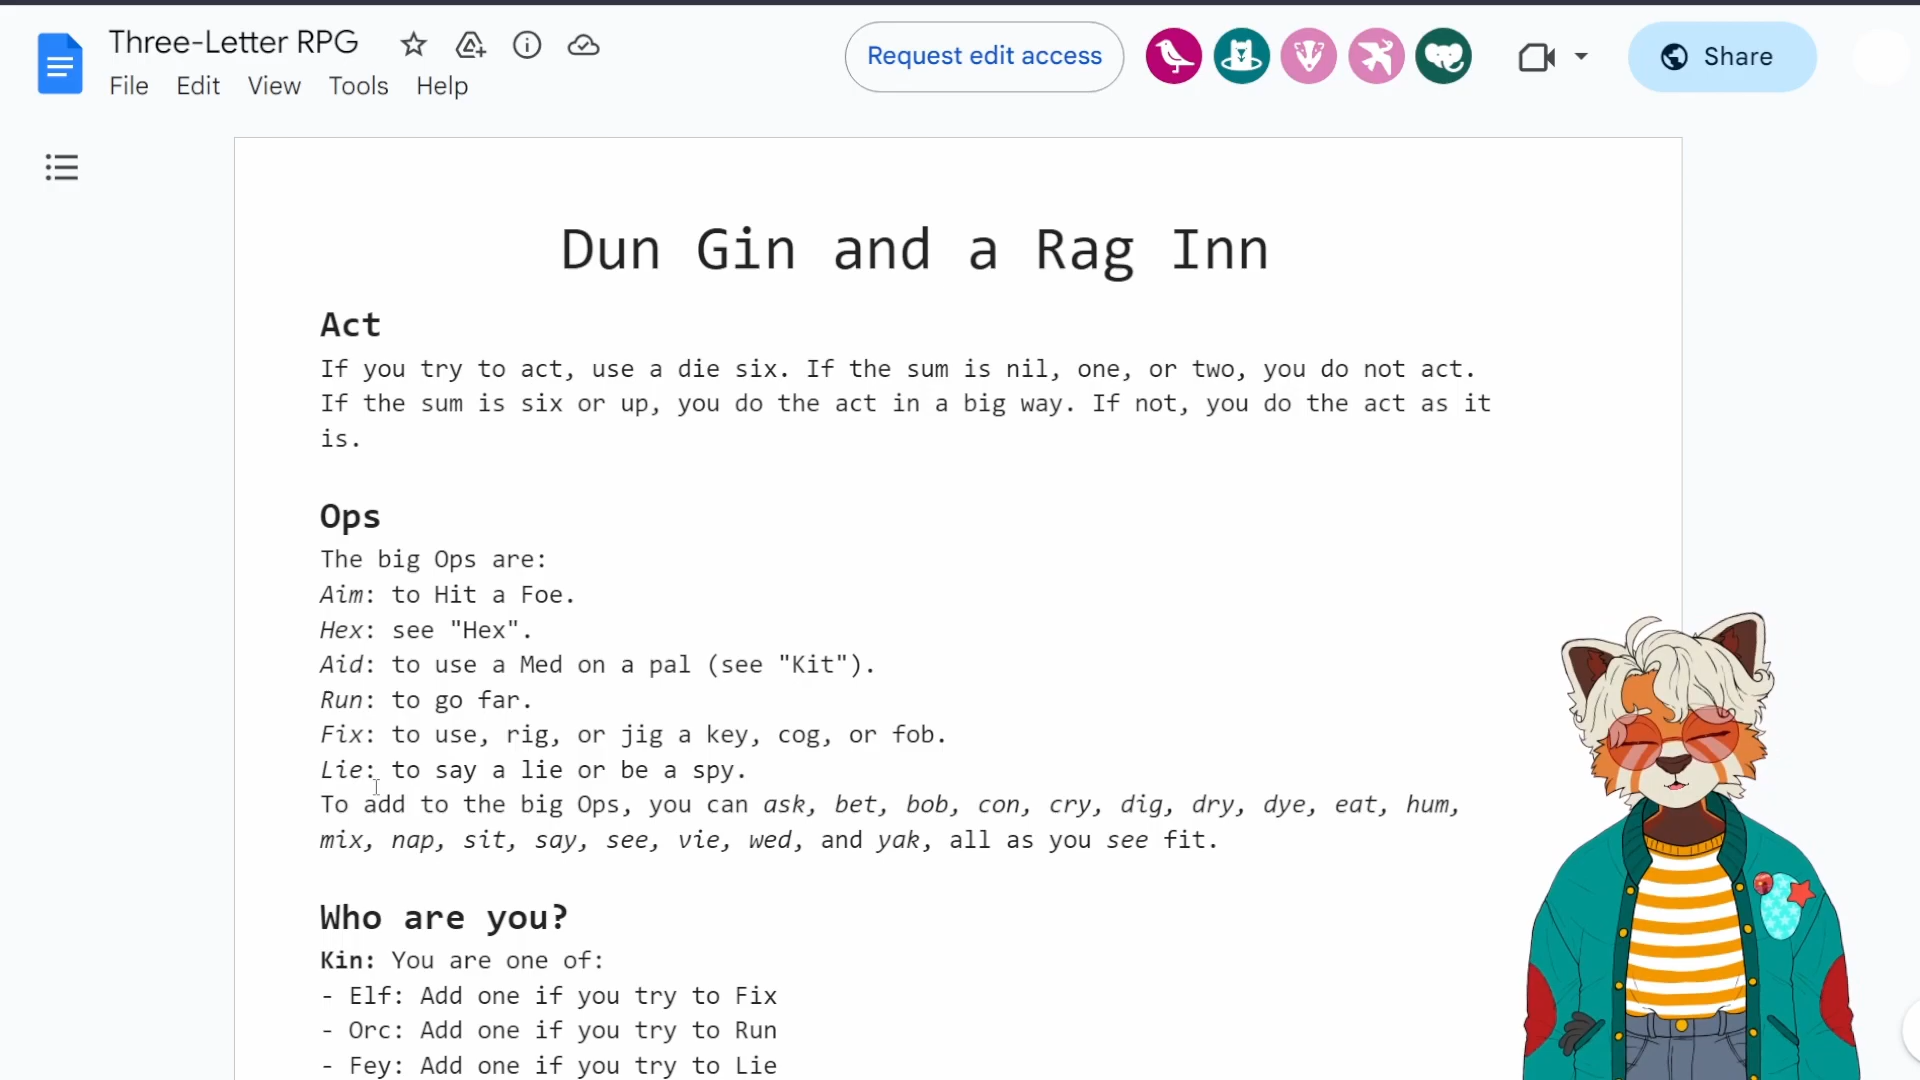 Three-Letter RPG
File Edit View Tools Help
Request edit access
Share
Dun Gin and a Rag Inn
Act
If you try to act, use a die six. If the sum is nil, one, or two, you do not act.
If the sum is six or up, you do the act in a big way. If not, you do the act as it
is.
Ops
The big Ops are:
Aim: to Hit a Foe.
Hex: see "Hex".
Aid: to use a Med on a pal (see "Kit").
Run: to go far.
Fix: to use, rig, or jig a key, cog, or fob.
Lie: to say a lie or be a spy.
To add to the big Ops, you can ask, bet, bob, con, cry, dig, dry, dye, eat, hum,
mix, nap, sit, say, see, vie, wed, and yak, all as you see fit.
Who are you?
Kin: You are one of:
- Elf: Add one if you try to Fix
- Orc: Add one if you try to Run
- Fey: Add one if you try to Lie